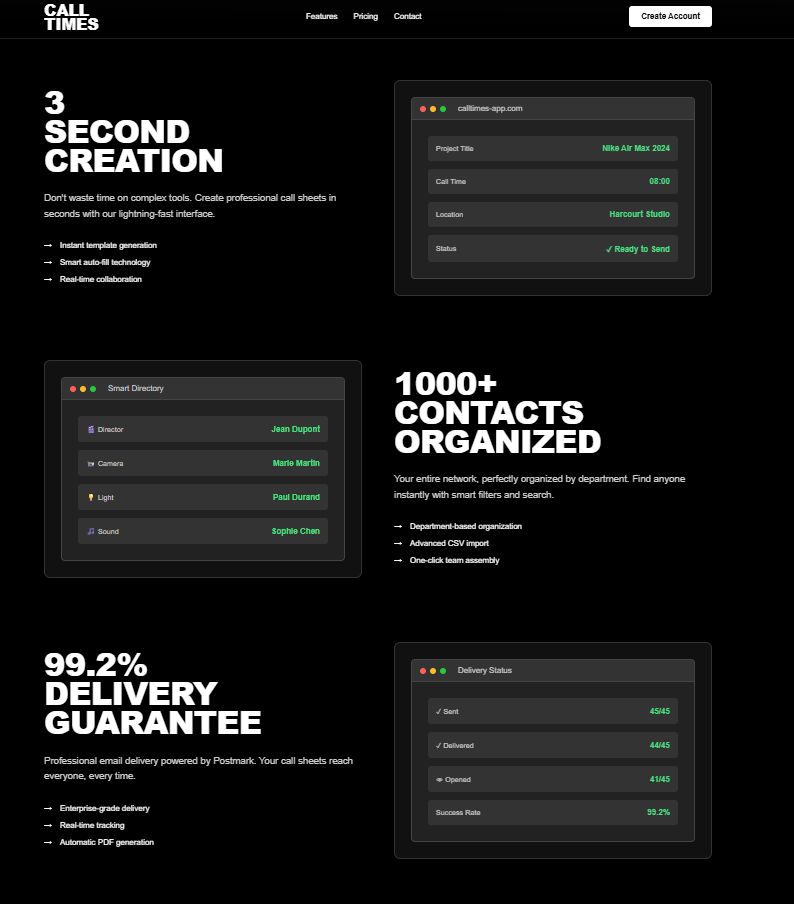 CALL
TIMES
Features
Pricing
Contact
Create Account
3
SECOND
CREATION
Don't waste time on complex tools. Create professional call sheets in
seconds with our lightning-fast interface.
→ Instant template generation
→ Smart auto-fill technology
→ Real-time collaboration
calltimes-app.com
Project Title
Nike Air Max 2024
Call Time
08:00
Location
Harcourt Studio
Status
✓ Ready to Send
Smart Directory
Director
Jean Dupont
Camera
Marie Martin
Light
Paul Durand
Sound
Sophie Chen
1000+
CONTACTS
ORGANIZED
Your entire network, perfectly organized by department. Find anyone
instantly with smart filters and search.
→ Department-based organization
→ Advanced CSV import
→ One-click team assembly
99.2%
DELIVERY
GUARANTEE
Professional email delivery powered by Postmark. Your call sheets reach
everyone, every time.
→ Enterprise-grade delivery
→ Real-time tracking
→ Automatic PDF generation
Delivery Status
✓ Sent
45/45
✓ Delivered
44/45
Opened
41/45
Success Rate
99.2%